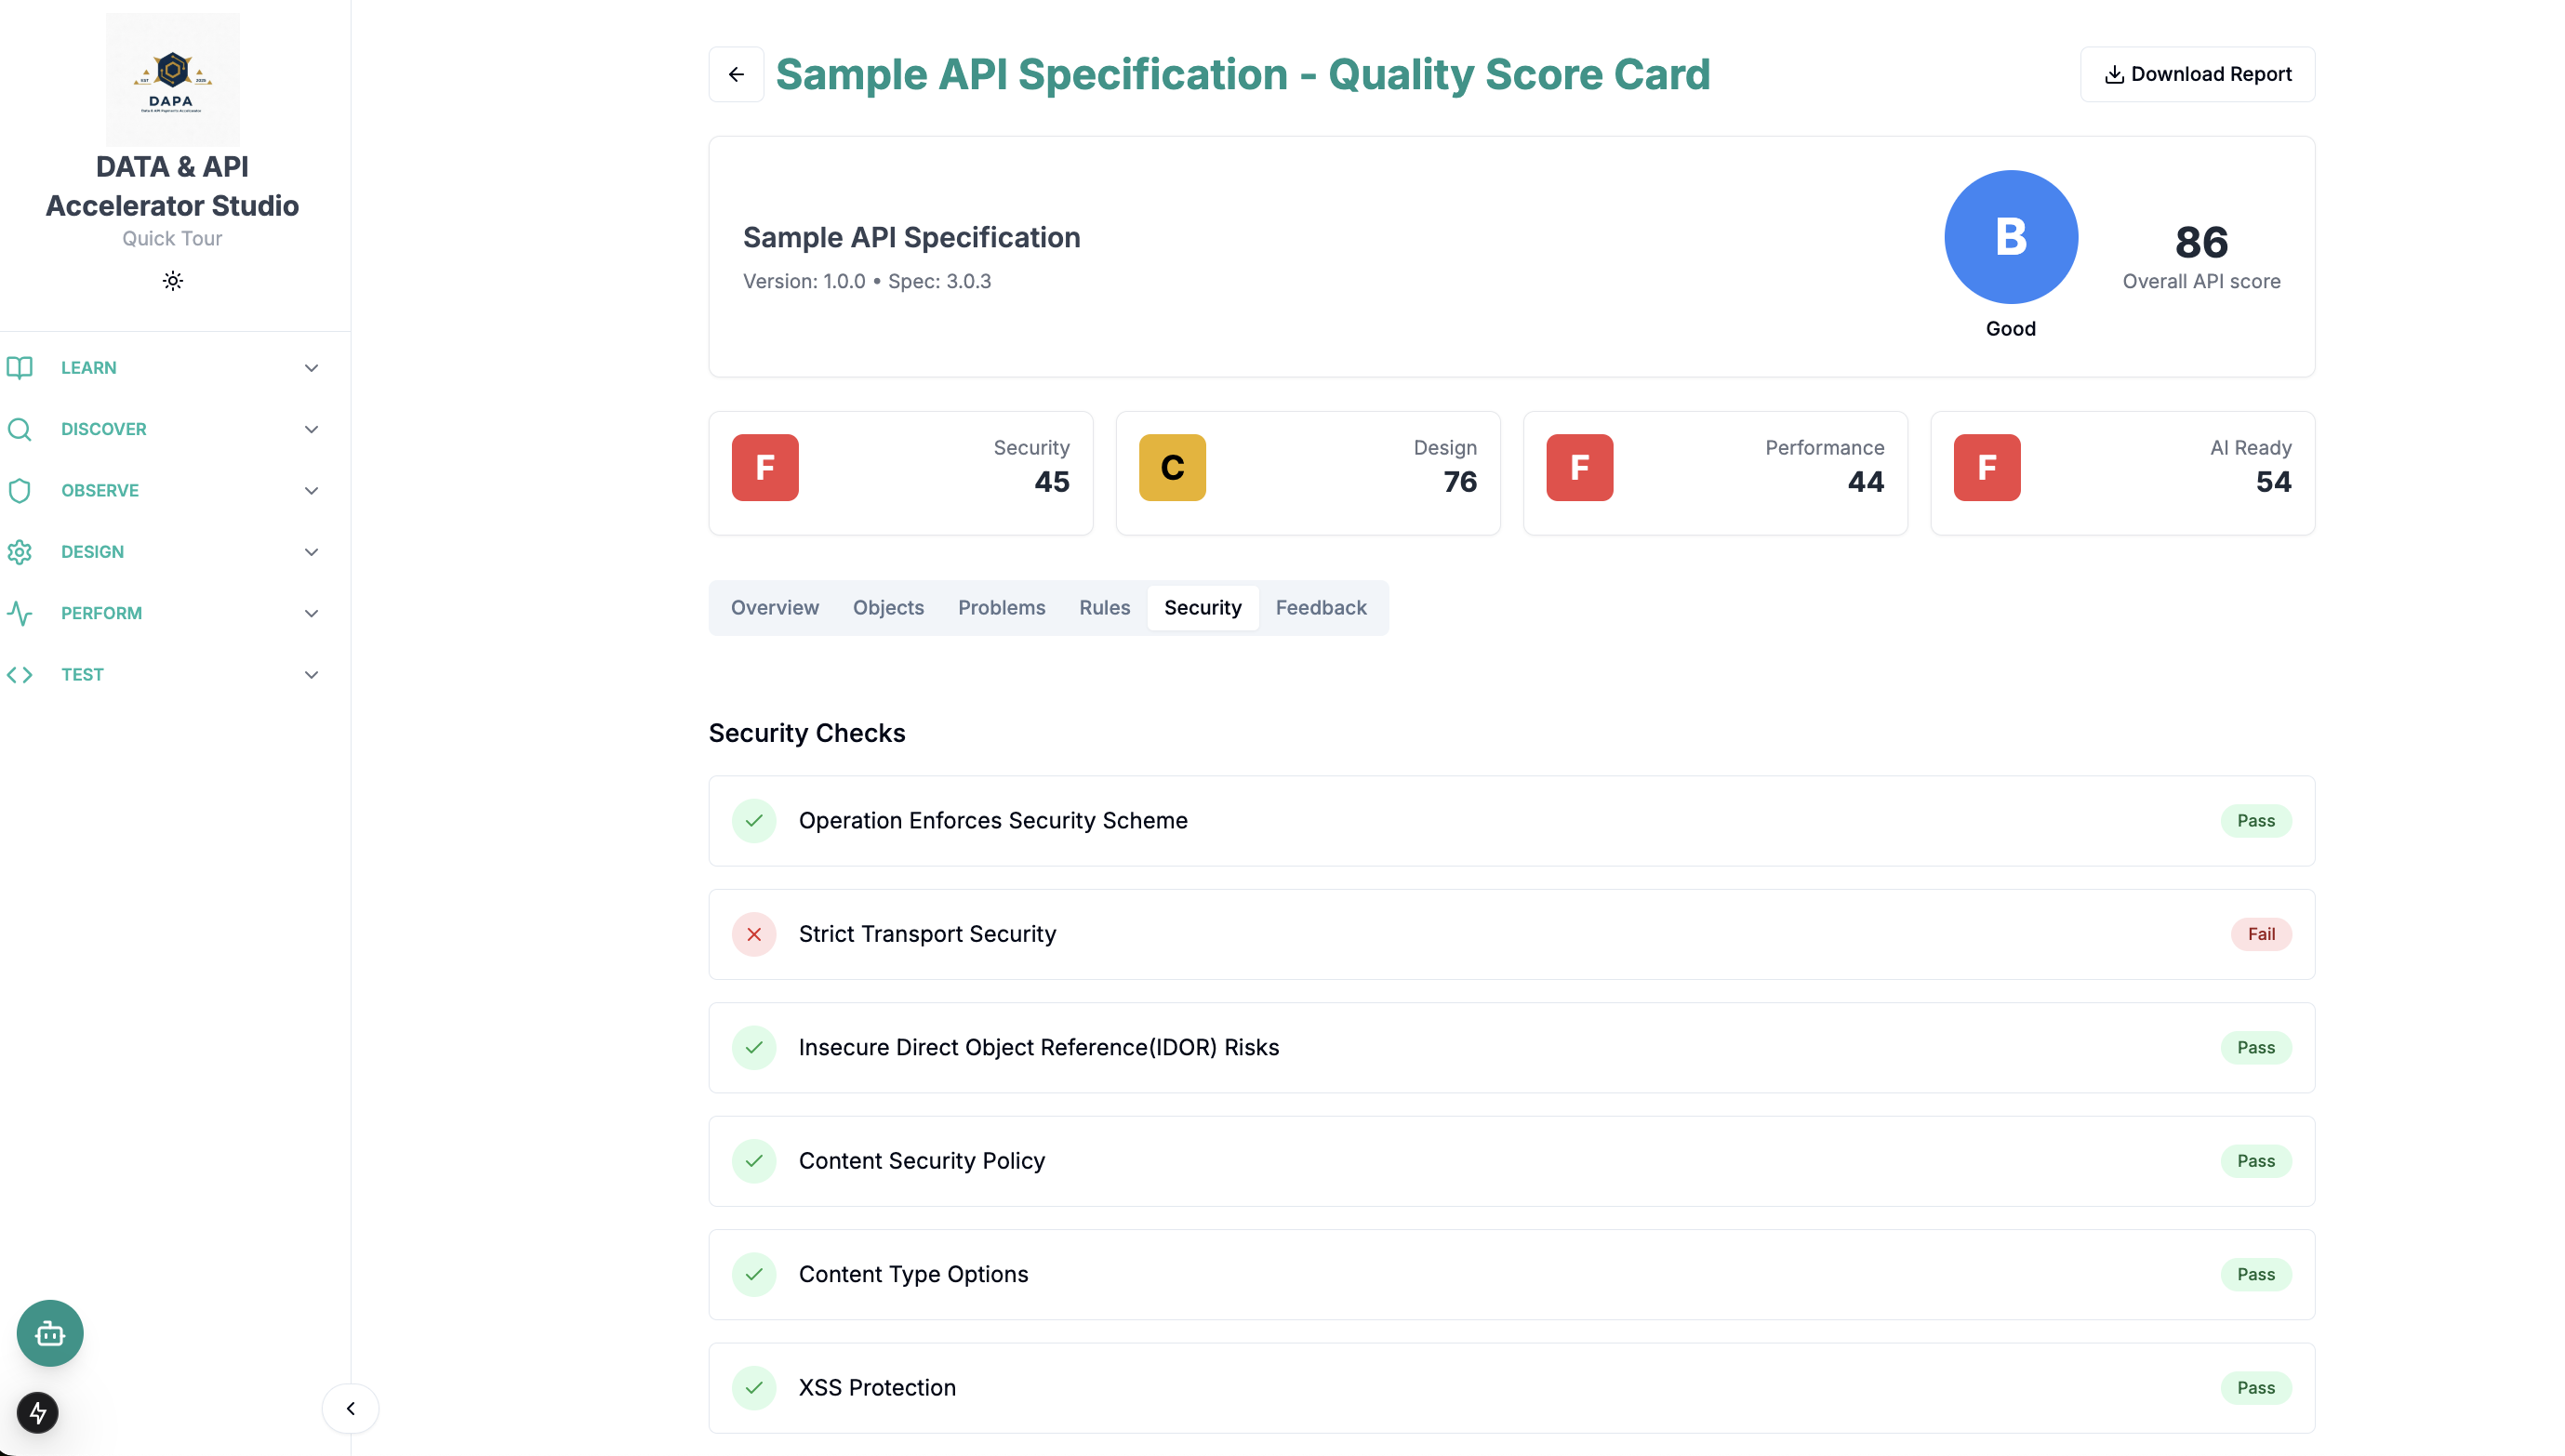 DAPA
DATA & API
Accelerator Studio
Quick Tour
LEARN
DISCOVER
OBSERVE
DESIGN
PERFORM
TEST
Sample API Specification - Quality Score Card
Download Report
Sample API Specification
Version: 1.0.0 • Spec: 3.0.3
B
Good
86
Overall API score
F
Security
45
C
Design
76
F
Performance
44
F
AI Ready
54
Overview
Objects
Problems
Rules
Security
Feedback
Security Checks
Operation Enforces Security Scheme
Pass
Strict Transport Security
Fail
Insecure Direct Object Reference(IDOR) Risks
Pass
Content Security Policy
Pass
Content Type Options
Pass
XSS Protection
Pass